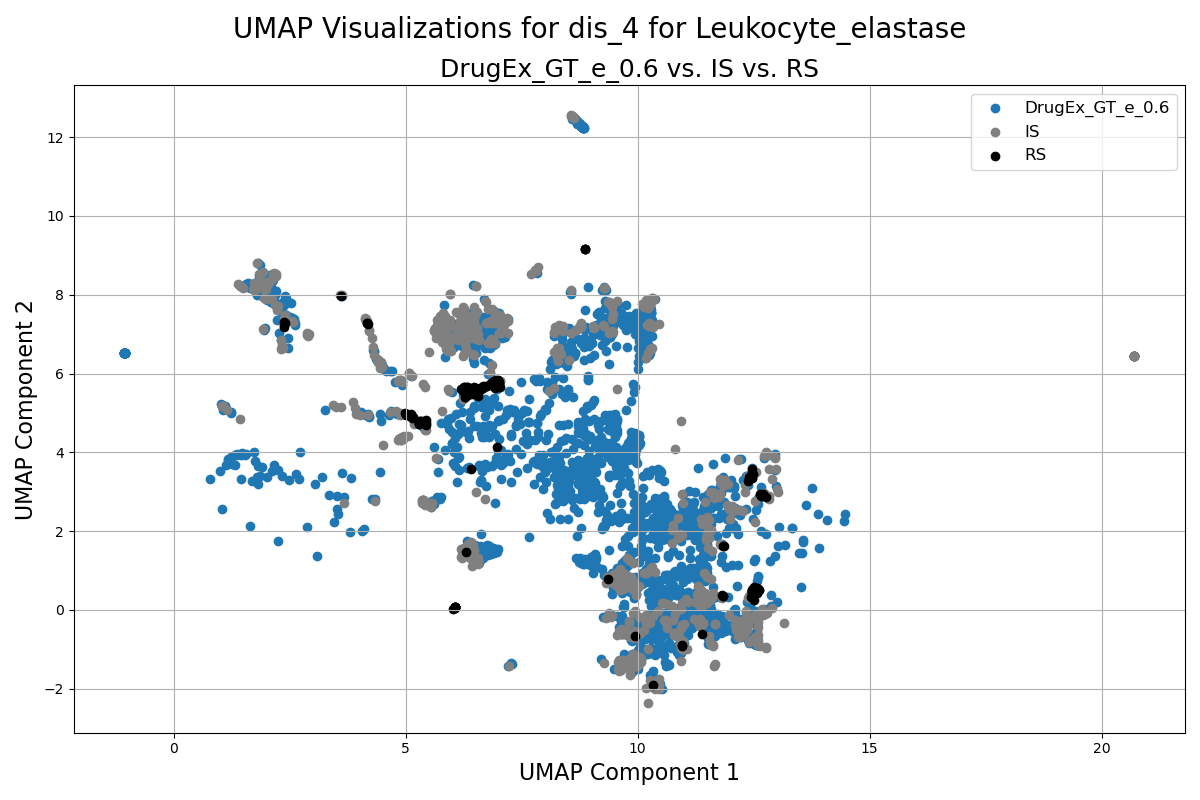 UMAP Visualizations for dis_4 for Leukocyte_elastase
DrugEx_GT_e_0.6 vs. IS vs. RS
DrugEx_GT_e_0.6
IS
RS
12
10
8
6
4
2
0
−2
UMAP Component 2
0
5
10
15
20
UMAP Component 1